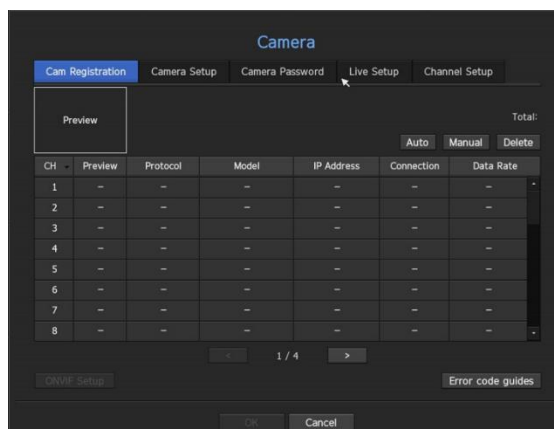 Camera
Cam Registration Camera Setup Camera Password Live Setup Channel Setup
Preview
Total:
Auto Manual Delete
CH Preview Protocol Model IP Address Connection Data Rate
1 – – – – – –
2 – – – – – –
3 – – – – – –
4 – – – – – –
5 – – – – – –
6 – – – – – –
7 – – – – – –
8 – – – – – –
< 1 / 4 >
ONVIF Setup Error code guides
OK Cancel